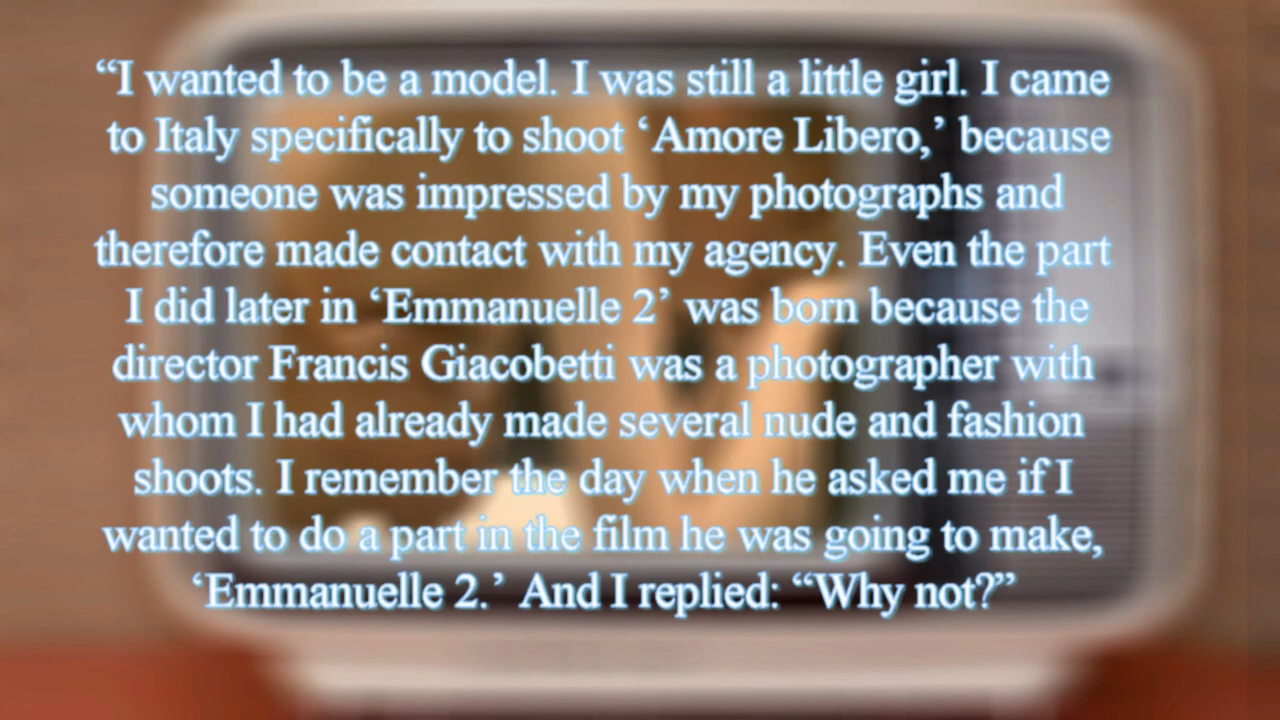 “I wanted to be a model. I was still a little girl. I came
to Italy specifically to shoot ‘Amore Libero,’ because
someone was impressed by my photographs and
therefore made contact with my agency. Even the part
I did later in ‘Emmanuelle 2’ was born because the
director Francis Giacobetti was a photographer with
whom I had already made several nude and fashion
shoots. I remember the day when he asked me if I
wanted to do a part in the film he was going to make,
‘Emmanuelle 2.’ And I replied: “Why not?”